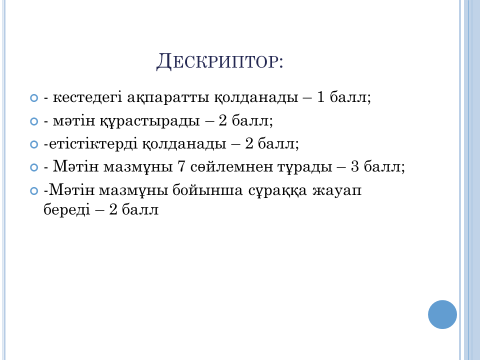 Дескриптор:
- кестедегі ақпаратты қолданады – 1 балл;
- мәтін құрастырады – 2 балл;
-етістіктерді қолданады – 2 балл;
- Мәтін мазмұны 7 сөйлемнен тұрады – 3 балл;
-Мәтін мазмұны бойынша сұраққа жауап
береді – 2 балл